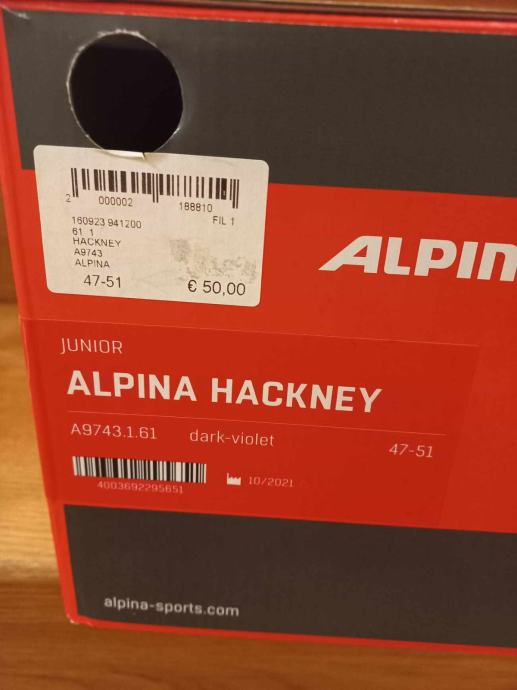 2 000002 188810
160923 941200 FIL 1
61 1
HACKNEY
A9743
ALPINA
47-51 € 50,00
ALPIN
JUNIOR
ALPINA HACKNEY
A9743.1.61 dark-violet 47-51
4003692295651 10/2021
alpina-sports.com